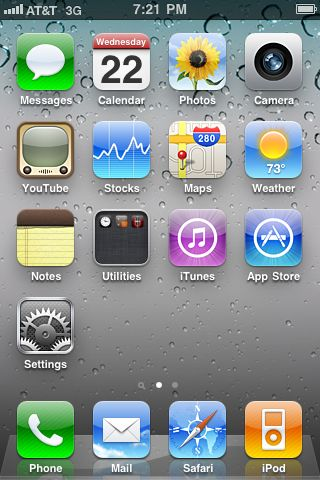 AT&T 3G 7:21 PM
Wednesday
22
280
73°
Messages Calendar Photos Camera
YouTube Stocks Maps Weather
Notes Utilities iTunes App Store
Settings
Phone Mail Safari iPod